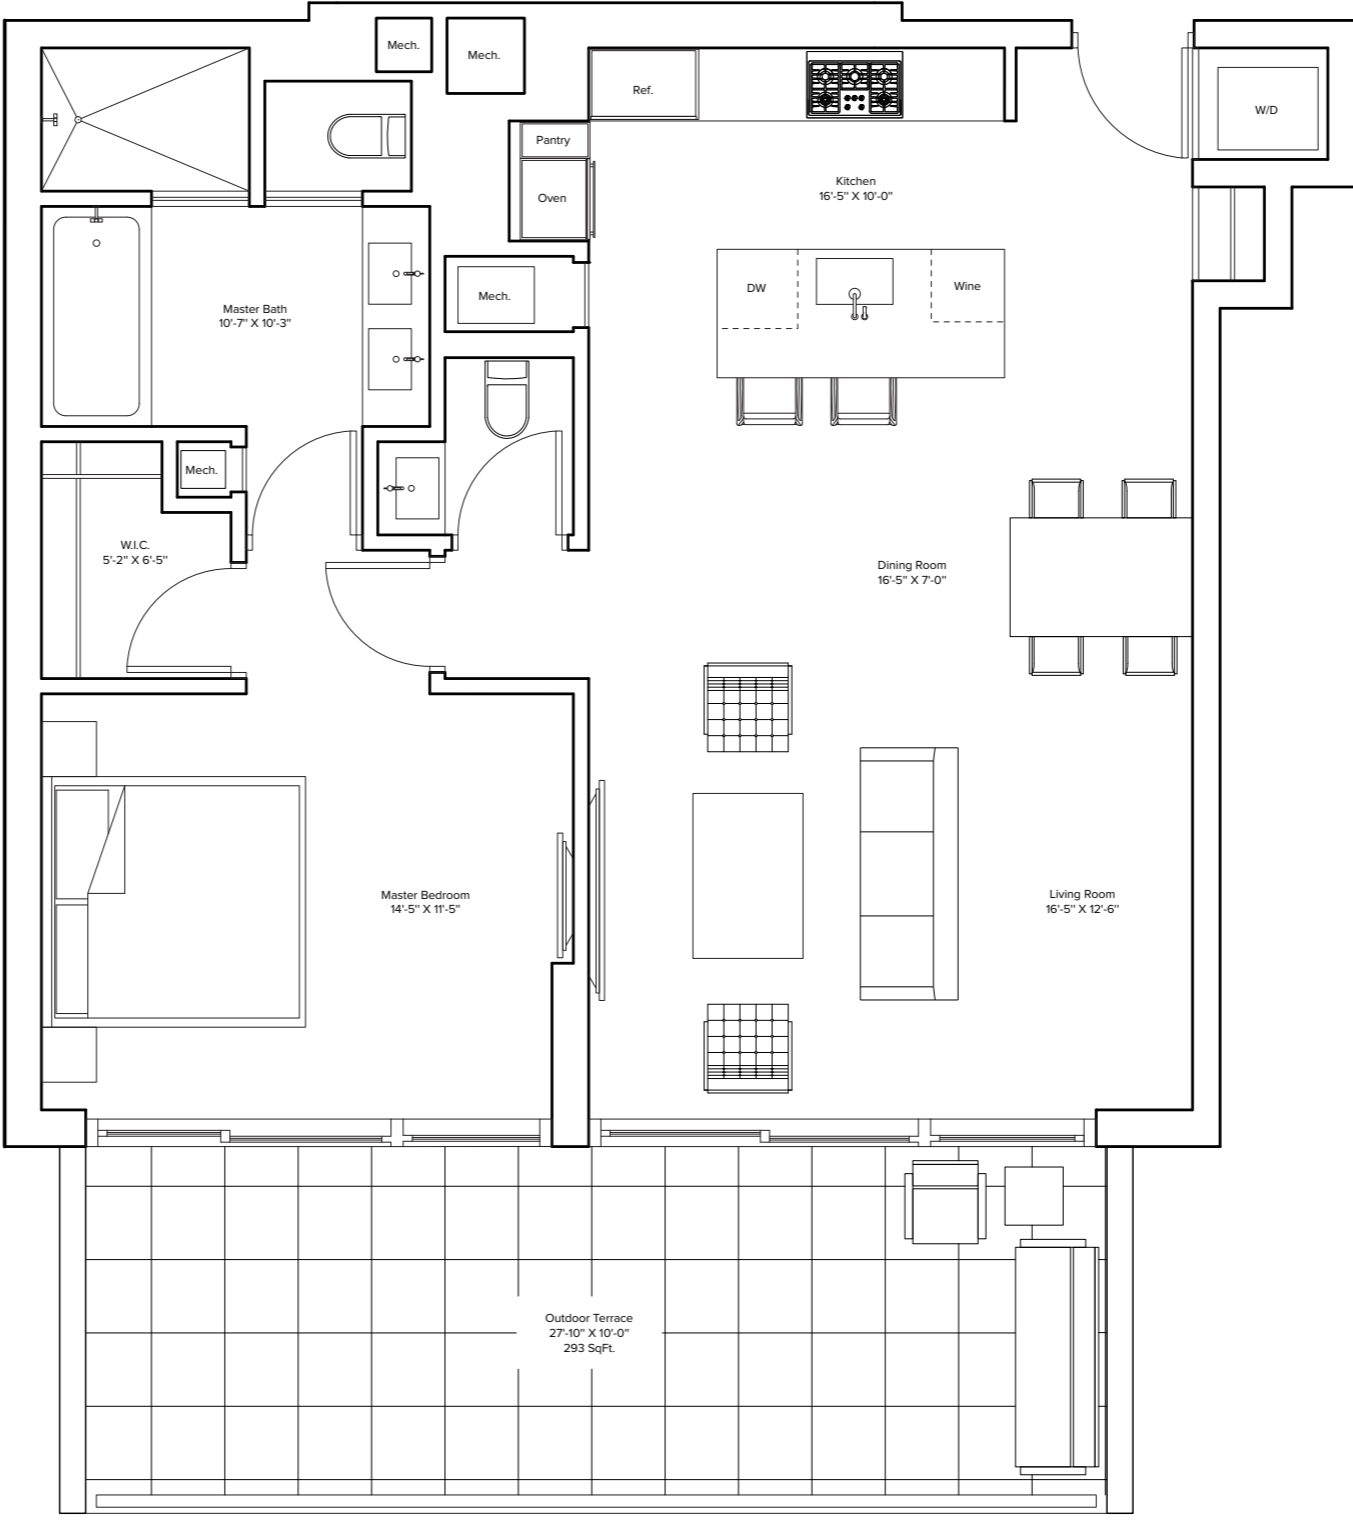 Mech.
Mech.
Ref.
W/D
Pantry
Oven
Kitchen
16'-5" X 10'-0"
Mech.
DW
Wine
Master Bath
10'-7" X 10'-3"
Mech.
W.I.C.
5'-2" X 6'-5"
Dining Room
16'-5" X 7'-0"
Master Bedroom
14'-5" X 11'-5"
Living Room
16'-5" X 12'-6"
Outdoor Terrace
27'-10" X 10'-0"
293 SqFt.